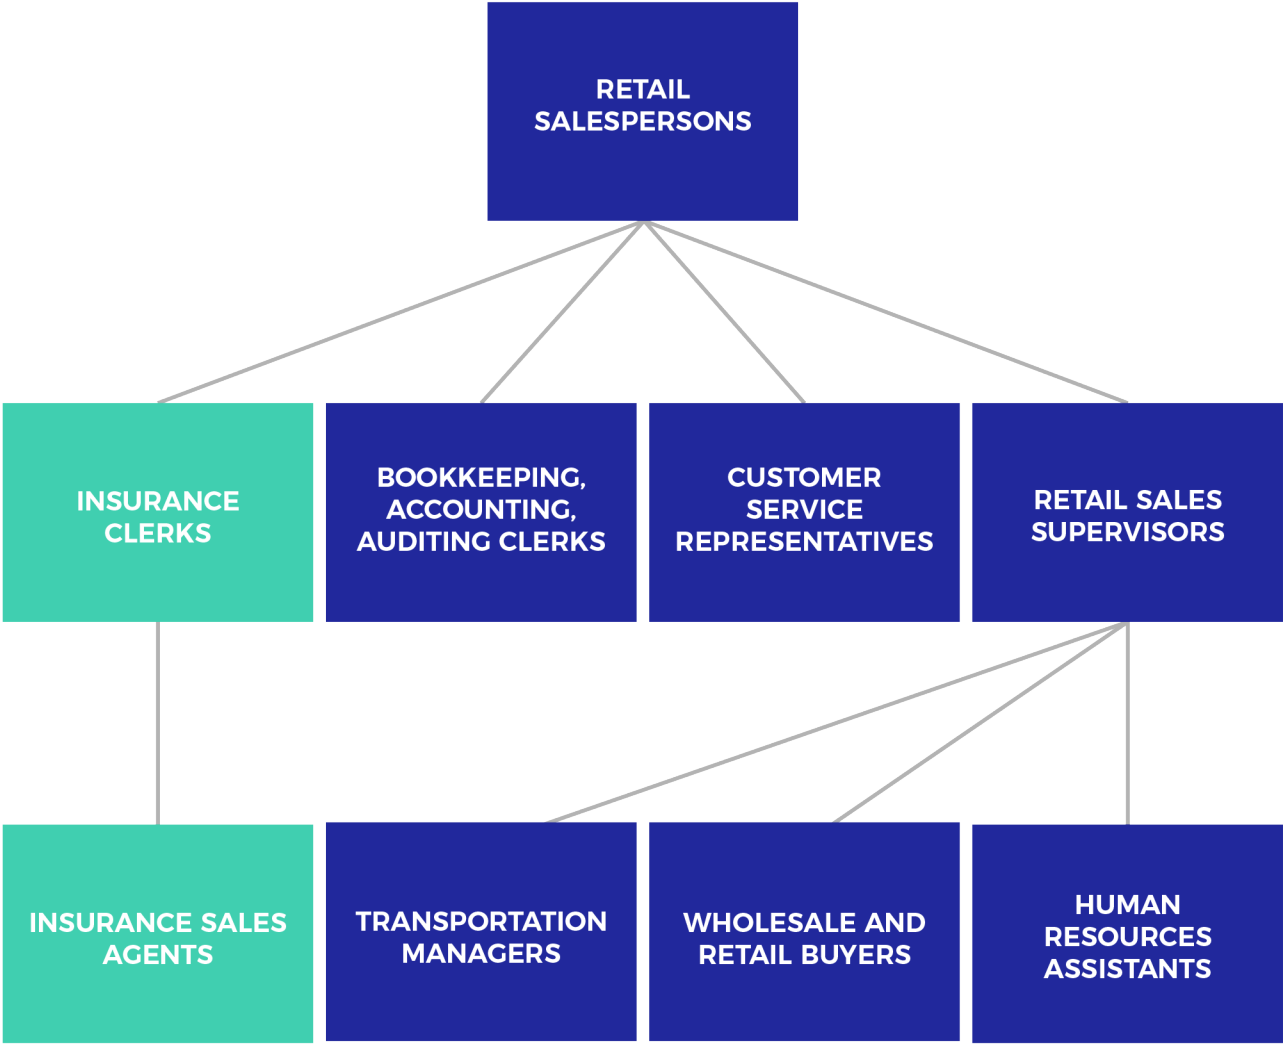 RETAIL
SALESPERSONS
INSURANCE
CLERKS
BOOKKEEPING,
ACCOUNTING,
AUDITING CLERKS
CUSTOMER
SERVICE
REPRESENTATIVES
RETAIL SALES
SUPERVISORS
INSURANCE SALES
AGENTS
TRANSPORTATION
MANAGERS
WHOLESALE AND
RETAIL BUYERS
HUMAN
RESOURCES
ASSISTANTS